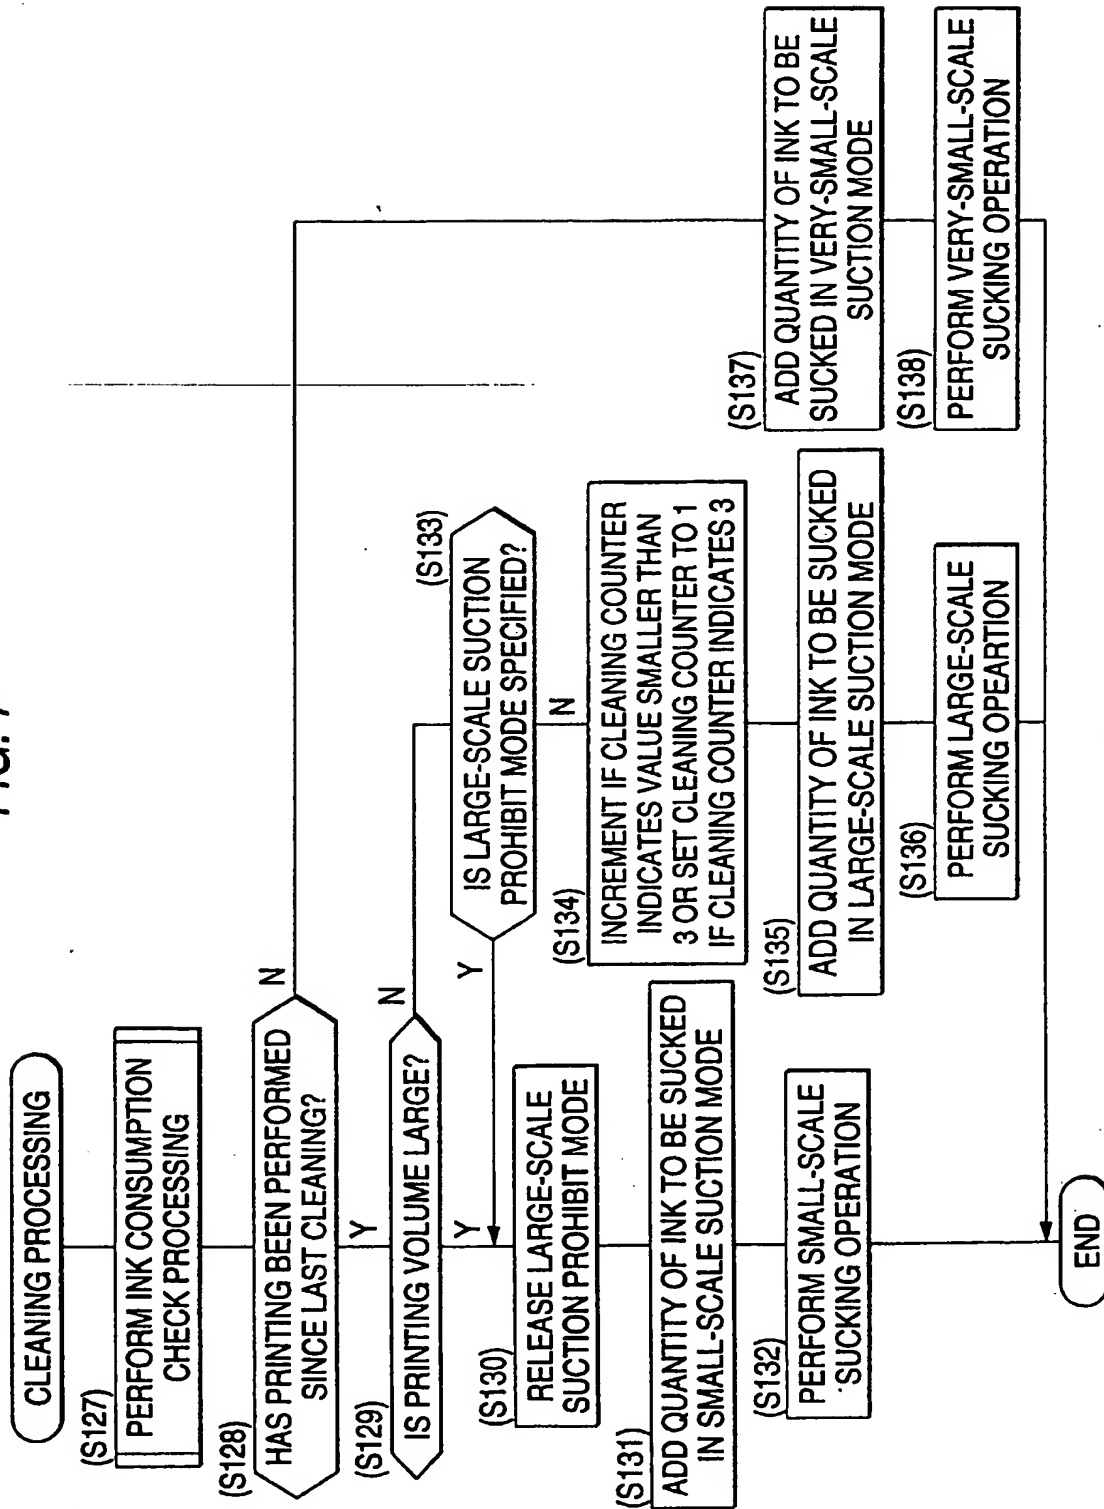 FIG. 7
CLEANING PROCESSING
(S127)
PERFORM INK CONSUMPTION
CHECK PROCESSING
(S128)
HAS PRINTING BEEN PERFORMED
SINCE LAST CLEANING?
N
Y
(S129)
IS PRINTING VOLUME LARGE?
N
Y
(S130)
RELEASE LARGE-SCALE
SUCTION PROHIBIT MODE
(S131)
ADD QUANTITY OF INK TO BE SUCKED
IN SMALL-SCALE SUCTION MODE
(S132)
PERFORM SMALL-SCALE
SUCKING OPERATION
(S133)
IS LARGE-SCALE SUCTION
PROHIBIT MODE SPECIFIED?
Y
N
(S134)
INCREMENT IF CLEANING COUNTER
INDICATES VALUE SMALLER THAN
3 OR SET CLEANING COUNTER TO 1
IF CLEANING COUNTER INDICATES 3
(S135)
ADD QUANTITY OF INK TO BE SUCKED
IN LARGE-SCALE SUCTION MODE
(S136)
PERFORM LARGE-SCALE
SUCKING OPEARTION
(S137)
ADD QUANTITY OF INK TO BE
SUCKED IN VERY-SMALL-SCALE
SUCTION MODE
(S138)
PERFORM VERY-SMALL-SCALE
SUCKING OPERATION
END